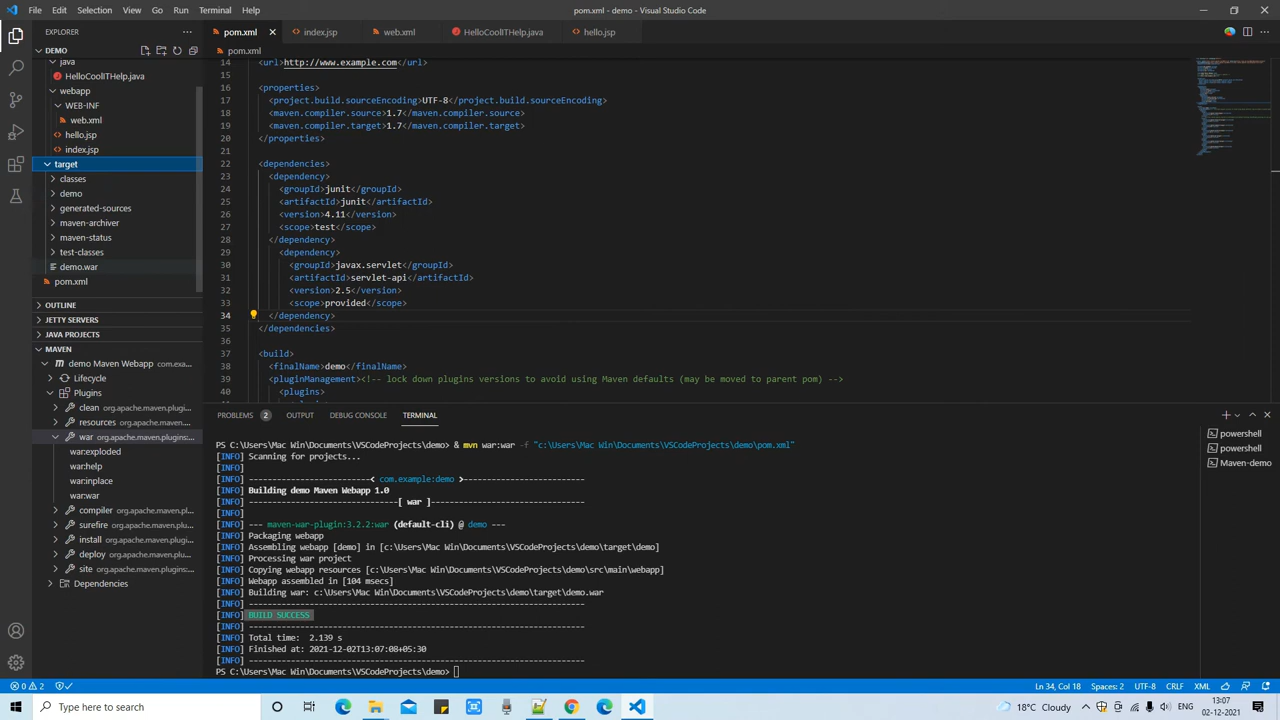 File Edit Selection View Go Run Terminal Help
pom.xml - demo - Visual Studio Code
EXPLORER
pom.xml
index.jsp
web.xml
HelloCoolITHelp.java
hello.jsp
DEMO
pom.xml
java
HelloCoolITHelp.java
webapp
WEB-INF
web.xml
hello.jsp
index.jsp
target
classes
demo
generated-sources
maven-archiver
maven-status
test-classes
demo.war
pom.xml
OUTLINE
JETTY SERVERS
JAVA PROJECTS
MAVEN
demo Maven Webapp com.exa...
Lifecycle
Plugins
clean org.apache.maven.plugi...
resources org.apache.maven.pl...
war org.apache.maven.plugins:...
war:exploded
war:help
war:inplace
war:war
compiler org.apache.maven.plu...
surefire org.apache.maven.plu...
install org.apache.maven.plugi...
deploy org.apache.maven.plu...
site org.apache.maven.plugins:...
Dependencies
14 <url>http://www.example.com</url>
15
16 <properties>
17 <project.build.sourceEncoding>UTF-8</project.build.sourceEncoding>
18 <maven.compiler.source>1.7</maven.compiler.source>
19 <maven.compiler.target>1.7</maven.compiler.target>
20 </properties>
21
22 <dependencies>
23 <dependency>
24 <groupId>junit</groupId>
25 <artifactId>junit</artifactId>
26 <version>4.11</version>
27 <scope>test</scope>
28 </dependency>
29 <dependency>
30 <groupId>javax.servlet</groupId>
31 <artifactId>servlet-api</artifactId>
32 <version>2.5</version>
33 <scope>provided</scope>
34 </dependency>
35 </dependencies>
36
37 <build>
38 <finalName>demo</finalName>
39 <pluginManagement><!-- lock down plugins versions to avoid using Maven defaults (may be moved to parent pom) -->
40 <plugins>
PROBLEMS 2 OUTPUT DEBUG CONSOLE TERMINAL
PS C:\Users\Mac Win\Documents\VSCodeProjects\demo> & mvn war:war -f "c:\Users\Mac Win\Documents\VSCodeProjects\demo\pom.xml"
[INFO] Scanning for projects...
[INFO]
[INFO] --------------------------< com.example:demo >--------------------------
[INFO] Building demo Maven Webapp 1.0
[INFO] --------------------------------[ war ]---------------------------------
[INFO]
[INFO] --- maven-war-plugin:3.2.2:war (default-cli) @ demo ---
[INFO] Packaging webapp
[INFO] Assembling webapp [demo] in [c:\Users\Mac Win\Documents\VSCodeProjects\demo\target\demo]
[INFO] Processing war project
[INFO] Copying webapp resources [c:\Users\Mac Win\Documents\VSCodeProjects\demo\src\main\webapp]
[INFO] Webapp assembled in [104 msecs]
[INFO] Building war: c:\Users\Mac Win\Documents\VSCodeProjects\demo\target\demo.war
[INFO] ------------------------------------------------------------------------
[INFO] BUILD SUCCESS
[INFO] ------------------------------------------------------------------------
[INFO] Total time: 2.139 s
[INFO] Finished at: 2021-12-02T13:07:08+05:30
[INFO] ------------------------------------------------------------------------
PS C:\Users\Mac Win\Documents\VSCodeProjects\demo>
powershell
powershell
Maven-demo
0 2
Ln 34, Col 18 Spaces: 2 UTF-8 CRLF XML
Type here to search
18°C Cloudy
ENG
13:07
02-12-2021